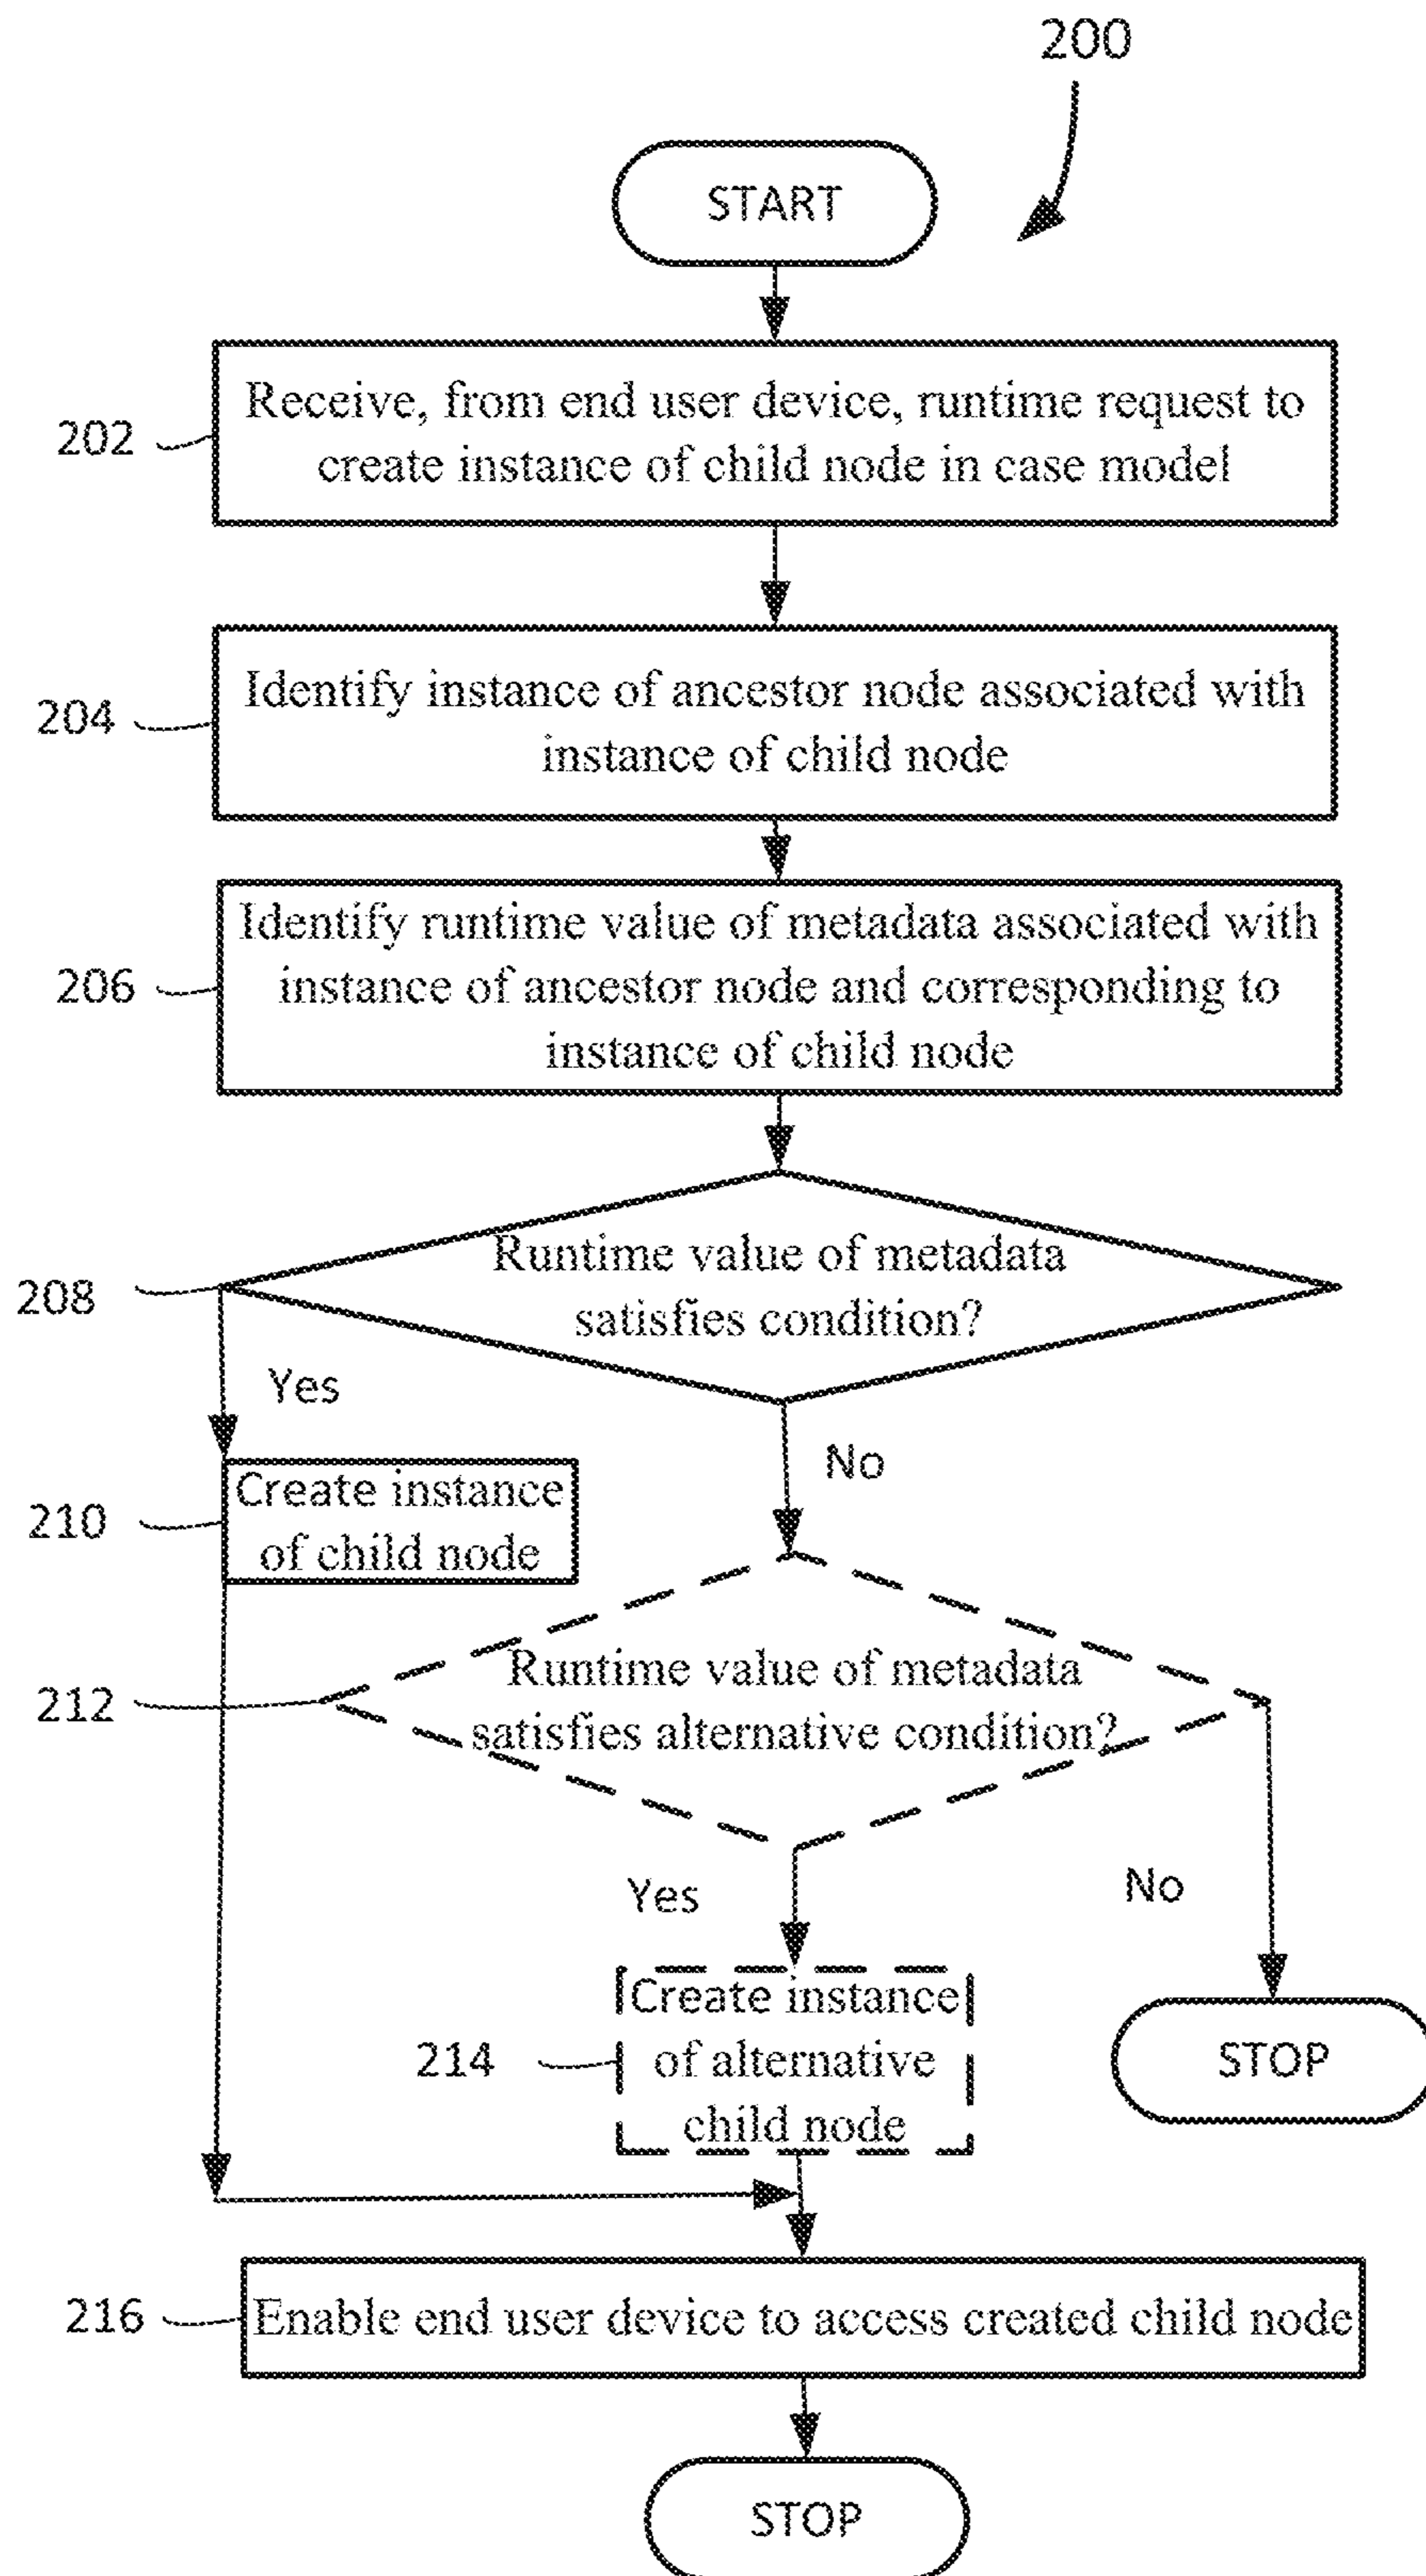 200
START
202
Receive, from end user device, runtime request to
create instance of child node in case model
204
Identify instance of ancestor node associated with
instance of child node
206
Identify runtime value of metadata associated with
instance of ancestor node and corresponding to
instance of child node
208
Runtime value of metadata
satisfies condition?
Yes
No
210
Create instance
of child node
212
Runtime value of metadata
satisfies alternative condition?
Yes
No
214
Create instance
of alternative
child node
STOP
216
Enable end user device to access created child node
STOP